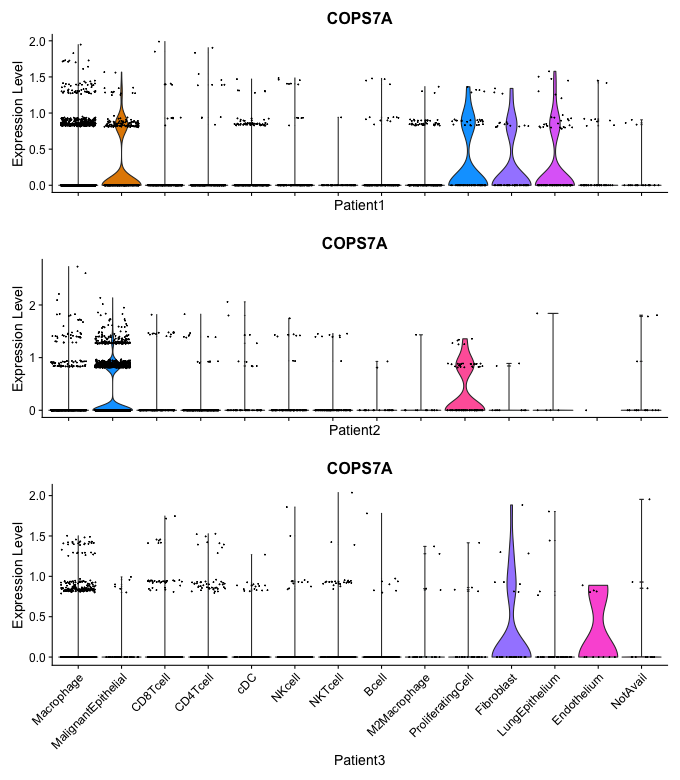 COPS7A
Expression Level
2.0
1.5
1.0
0.5
0.0
Patient1
COPS7A
Expression Level
2
1
0
Patient2
COPS7A
Expression Level
2.0
1.5
1.0
0.5
0.0
Macrophage
MalignantEpithelial
CD8Tcell
CD4Tcell
cDC
NKcell
NKTcell
Bcell
M2Macrophage
ProliferatingCell
Fibroblast
LungEpithelium
Endothelium
NotAvail
Patient3